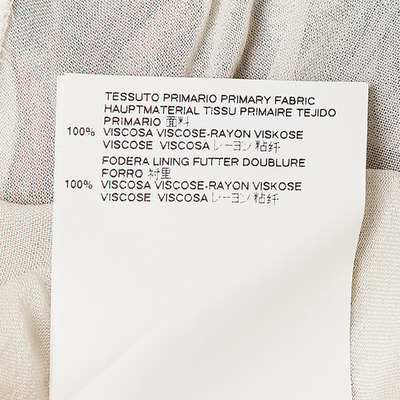 TESSUTO PRIMARIO PRIMARY FABRIC
HAUPTMATERIAL TISSU PRIMAIRE TEJIDO
PRIMARIO 面料
100% VISCOSA VISCOSE-RAYON VISKOSE
VISCOSE VISCOSA レーヨン 粘纤
FODERA LINING FUTTER DOUBLURE
FORRO 衬里
100% VISCOSA VISCOSE-RAYON VISKOSE
VISCOSE VISCOSA レーヨン 粘纤